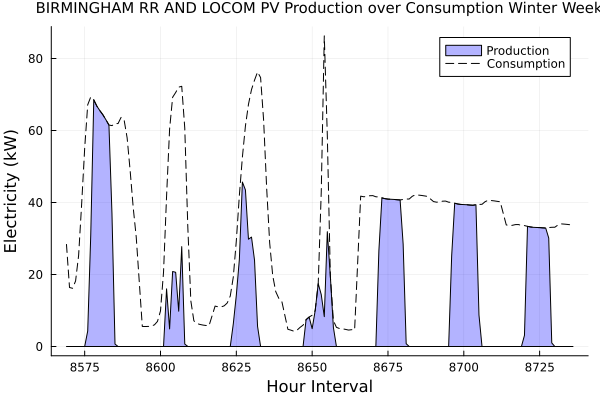 BIRMINGHAM RR AND LOCOM PV Production over Consumption Winter Week
Production
Consumption
80
60
40
20
0
Electricity (kW)
8575 8600 8625 8650 8675 8700 8725
Hour Interval